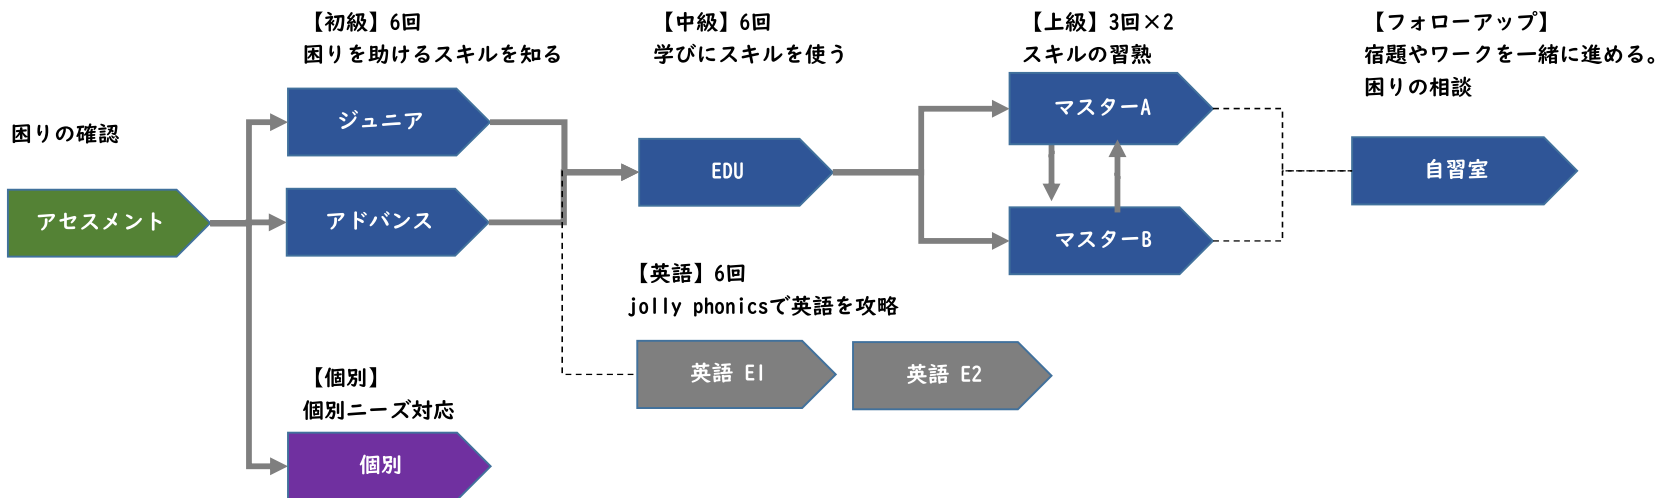 困りの確認
アセスメント
【初級】6回
困りを助けるスキルを知る
ジュニア
アドバンス
【個別】
個別ニーズ対応
個別
【中級】6回
学びにスキルを使う
EDU
【英語】6回
jolly phonicsで英語を攻略
英語 E1
英語 E2
【上級】3回×2
スキルの習熟
マスターA
マスターB
【フォローアップ】
宿題やワークを一緒に進める。
困りの相談
自習室